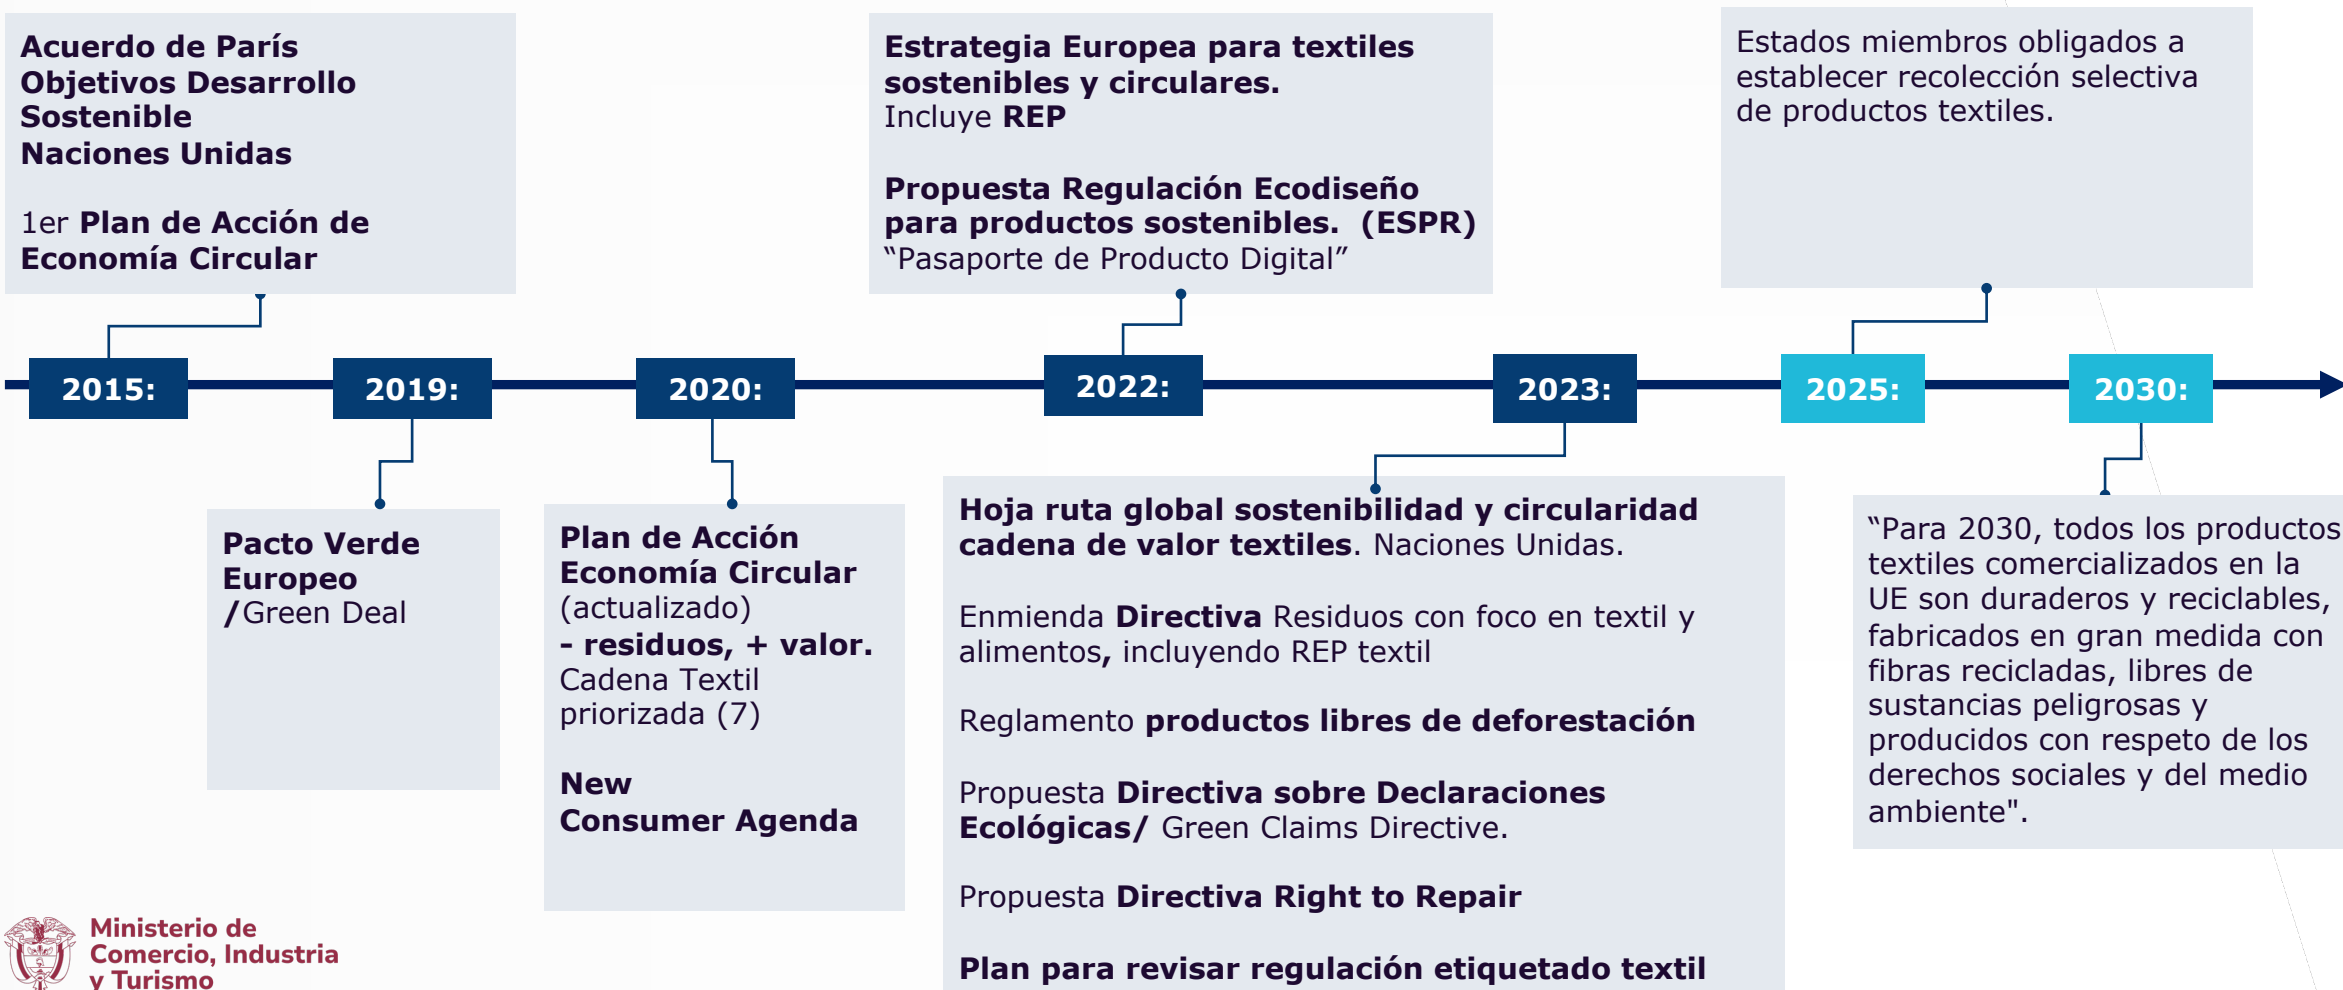 Acuerdo de París
Objetivos Desarrollo
Sostenible
Naciones Unidas
1er Plan de Acción de
Economía Circular
Estrategia Europea para textiles
sostenibles y circulares.
Incluye REP
Propuesta Regulación Ecodiseño
para productos sostenibles. (ESPR)
“Pasaporte de Producto Digital”
Estados miembros obligados a
establecer recolección selectiva
de productos textiles.
2015:
2019:
2020:
2022:
2023:
2025:
2030:
Pacto Verde
Europeo
/Green Deal
Plan de Acción
Economía Circular
(actualizado)
- residuos, + valor.
Cadena Textil
priorizada (7)
New
Consumer Agenda
Hoja ruta global sostenibilidad y circularidad
cadena de valor textiles. Naciones Unidas.
Enmienda Directiva Residuos con foco en textil y
alimentos, incluyendo REP textil
Reglamento productos libres de deforestación
Propuesta Directiva sobre Declaraciones
Ecológicas/ Green Claims Directive.
Propuesta Directiva Right to Repair
Plan para revisar regulación etiquetado textil
“Para 2030, todos los productos
textiles comercializados en la
UE son duraderos y reciclables,
fabricados en gran medida con
fibras recicladas, libres de
sustancias peligrosas y
producidos con respeto de los
derechos sociales y del medio
ambiente".
Ministerio de
Comercio, Industria
y Turismo